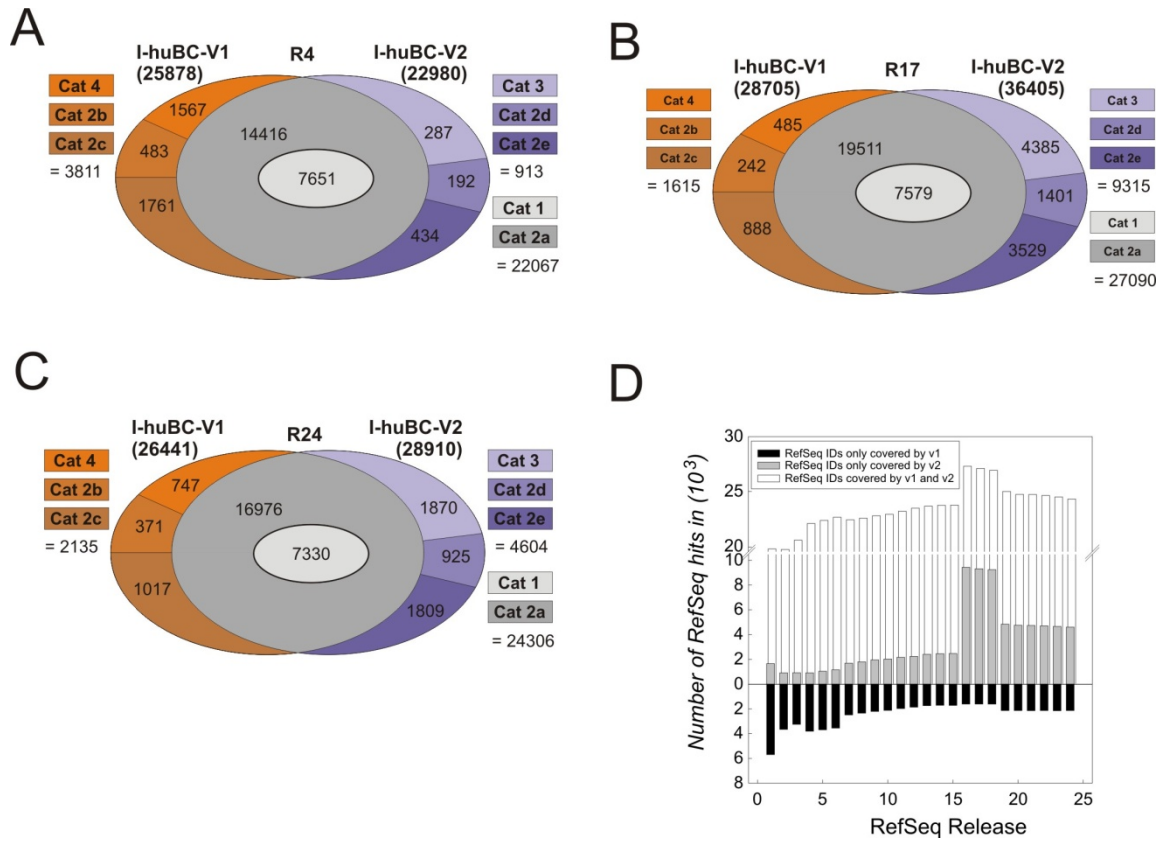 A
I-huBC-V1
(25878)
R4
I-huBC-V2
(22980)
Cat 4
Cat 2b
Cat 2c
= 3811
1567
483
1761
14416
7651
287
192
434
Cat 3
Cat 2d
Cat 2e
= 913
Cat 1
Cat 2a
= 22067
B
I-huBC-V1
(28705)
R17
I-huBC-V2
(36405)
Cat 4
Cat 2b
Cat 2c
= 1615
485
242
888
19511
7579
4385
1401
3529
Cat 3
Cat 2d
Cat 2e
= 9315
Cat 1
Cat 2a
= 27090
C
I-huBC-V1
(26441)
R24
I-huBC-V2
(28910)
Cat 4
Cat 2b
Cat 2c
= 2135
747
371
1017
16976
7330
1870
925
1809
Cat 3
Cat 2d
Cat 2e
= 4604
Cat 1
Cat 2a
= 24306
D
Number of RefSeq hits in (10³)
30
25
20
10
8
6
4
2
0
2
4
6
8
RefSeq IDs only covered by v1
RefSeq IDs only covered by v2
RefSeq IDs covered by v1 and v2
0 5 10 15 20 25
RefSeq Release